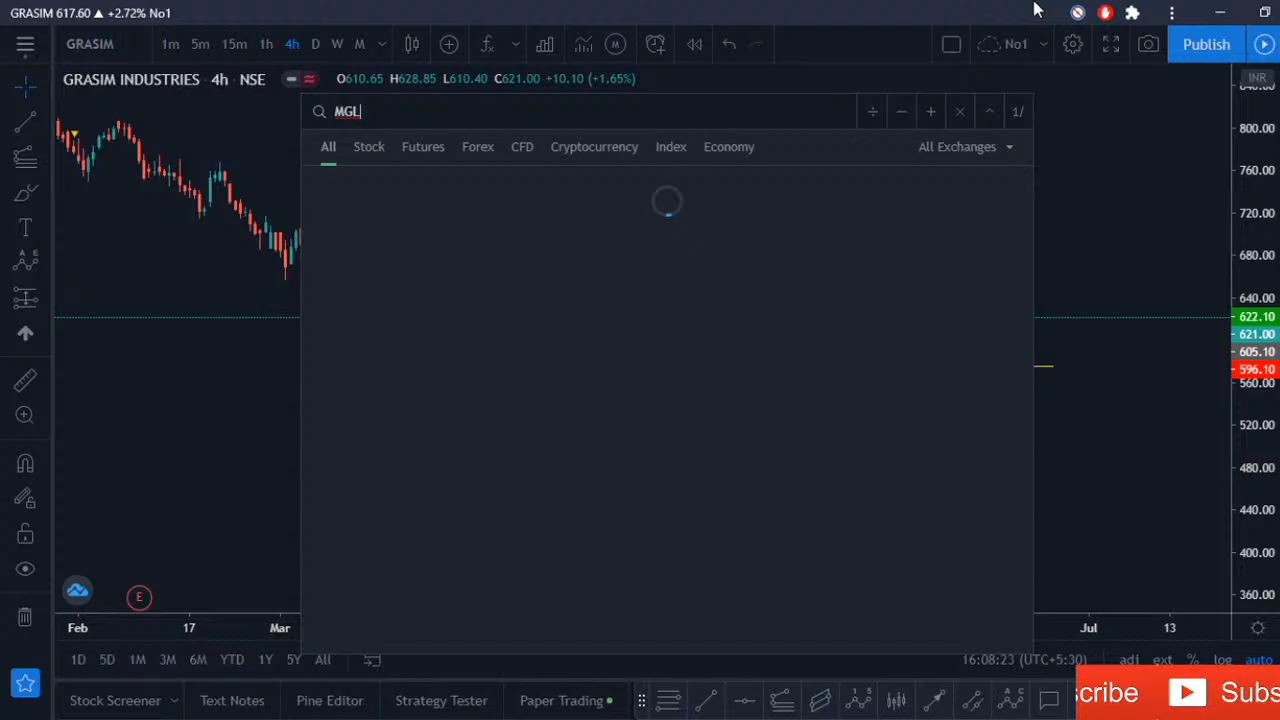 GRASIM 617.60 ▲ +2.72% No1
GRASIM 1m 5m 15m 1h 4h D W M No1 Publish
GRASIM INDUSTRIES • 4h • NSE O610.65 H628.85 L610.40 C621.00 +10.10 (+1.65%) INR
MGL ÷ − + × ^ 1/
All Stock Futures Forex CFD Cryptocurrency Index Economy All Exchanges
800.00
760.00
720.00
680.00
640.00
622.10
621.00
605.10
596.10
560.00
520.00
480.00
440.00
400.00
360.00
E
Feb 17 Mar Jul 13
1D 5D 1M 3M 6M YTD 1Y 5Y All 16:08:23 (UTC+5:30) adj ext % log auto
Stock Screener Text Notes Pine Editor Strategy Tester Paper Trading cribe Subs